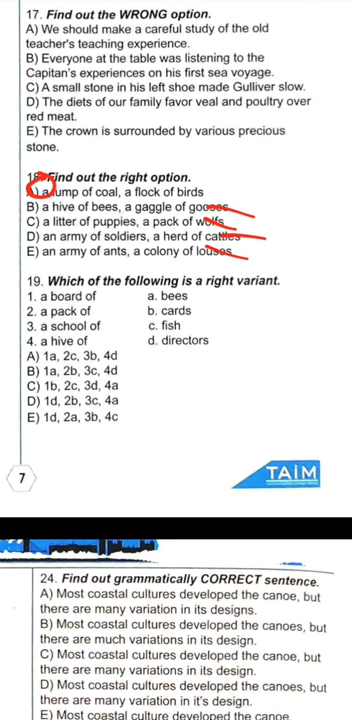 17. Find out the WRONG option.
A) We should make a careful study of the old
teacher's teaching experience.
B) Everyone at the table was listening to the
Capitan's experiences on his first sea voyage.
C) A small stone in his left shoe made Gulliver slow.
D) The diets of our family favor veal and poultry over
red meat.
E) The crown is surrounded by various precious
stone.
18. Find out the right option.
A) a lump of coal, a flock of birds
B) a hive of bees, a gaggle of gooses
C) a litter of puppies, a pack of wolfs
D) an army of soldiers, a herd of cattles
E) an army of ants, a colony of louses
19. Which of the following is a right variant.
1. a board of a. bees
2. a pack of b. cards
3. a school of c. fish
4. a hive of d. directors
A) 1a, 2c, 3b, 4d
B) 1a, 2b, 3c, 4d
C) 1b, 2c, 3d, 4a
D) 1d, 2b, 3c, 4a
E) 1d, 2a, 3b, 4c
7
TAİM
24. Find out grammatically CORRECT sentence.
A) Most coastal cultures developed the canoe, but
there are many variation in its designs.
B) Most coastal cultures developed the canoes, but
there are much variations in its design.
C) Most coastal cultures developed the canoe, but
there are many variations in its design.
D) Most coastal cultures developed the canoes, but
there are many variation in it's design.
E) Most coastal culture developed the canoe